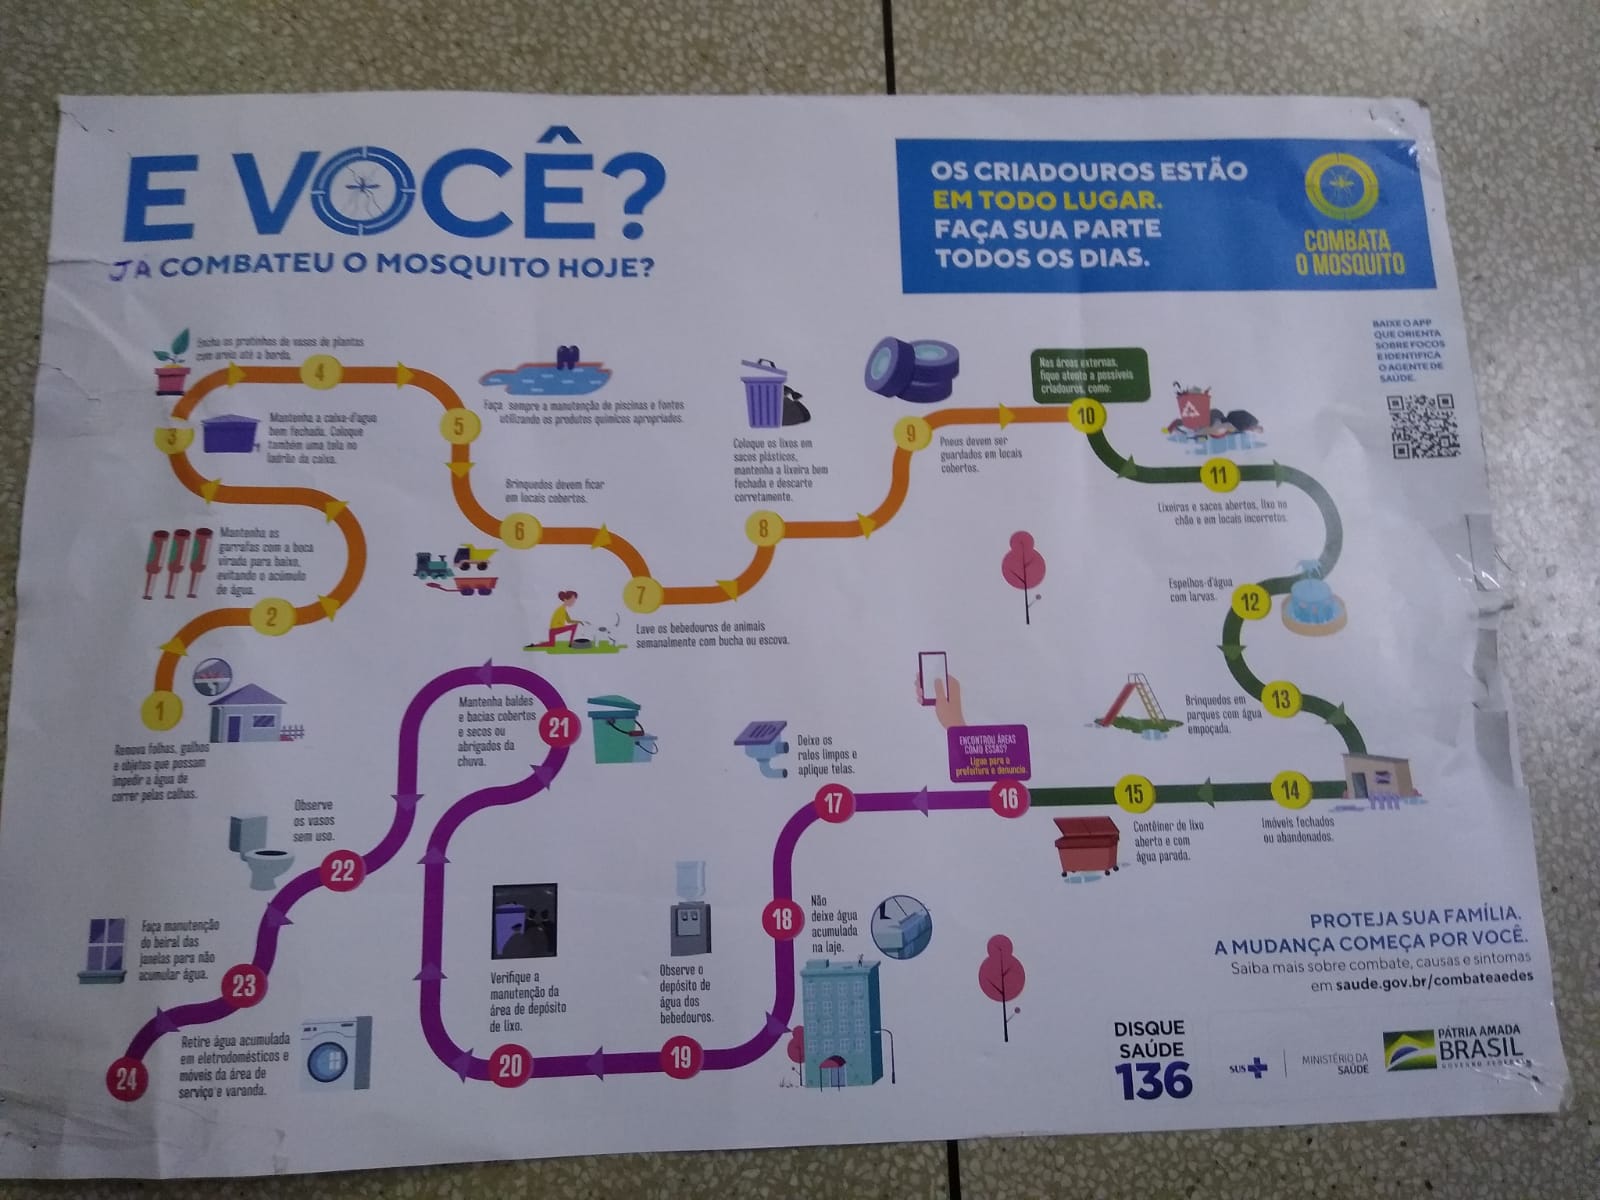 E VOCÊ?
JÁ COMBATEU O MOSQUITO HOJE?
OS CRIADOUROS ESTÃO
EM TODO LUGAR.
FAÇA SUA PARTE
TODOS OS DIAS.
COMBATA
O MOSQUITO
BAIXE O APP
QUE ORIENTA
SOBRE FOCOS
E IDENTIFICA
O AGENTE DE
SAÚDE.
1
Remova folhas, galhos
e objetos que possam
impedir a água de
correr pelas calhas.
2
Mantenha as
garrafas com a boca
virada para baixo,
evitando o acúmulo
de água.
3
Mantenha a caixa-d'água
bem fechada. Coloque
também uma tela no
ladrão da caixa.
4
Encha os pratinhos de vasos de plantas
com areia até a borda.
5
Faça sempre a manutenção de piscinas e fontes
utilizando os produtos químicos apropriados.
6
Brinquedos devem ficar
em locais cobertos.
7
Lave os bebedouros de animais
semanalmente com bucha ou escova.
8
Coloque os lixos em
sacos plásticos,
mantenha a lixeira bem
fechada e descarte
corretamente.
9
Pneus devem ser
guardados em locais
cobertos.
10
Nas áreas externas,
fique atento a possíveis
criadouros, como:
11
Lixeiras e sacos abertos, lixo no
chão e em locais incorretos.
12
Espelhos-d'água
com larvas.
13
Brinquedos em
parques com água
empoçada.
14
Imóveis fechados
ou abandonados.
15
Contêiner de lixo
aberto e com
água parada.
16
ENCONTROU ÁREAS
COMO ESSAS?
Ligue para a
prefeitura e denuncie.
17
Deixe os
ralos limpos e
aplique telas.
18
Não
deixe água
acumulada
na laje.
19
Observe o
depósito de
água dos
bebedouros.
20
Verifique a
manutenção da
área de depósito
de lixo.
21
Mantenha baldes
e bacias cobertos
e secos ou
abrigados da
chuva.
22
Observe
os vasos
sem uso.
23
Faça manutenção
do beiral das
janelas para não
acumular água.
24
Retire água acumulada
em eletrodomésticos e
móveis da área de
serviço e varanda.
PROTEJA SUA FAMÍLIA.
A MUDANÇA COMEÇA POR VOCÊ.
Saiba mais sobre combate, causas e sintomas
em saude.gov.br/combateaedes
DISQUE
SAÚDE
136
SUS
MINISTÉRIO DA
SAÚDE
PÁTRIA AMADA
BRASIL
GOVERNO FEDERAL